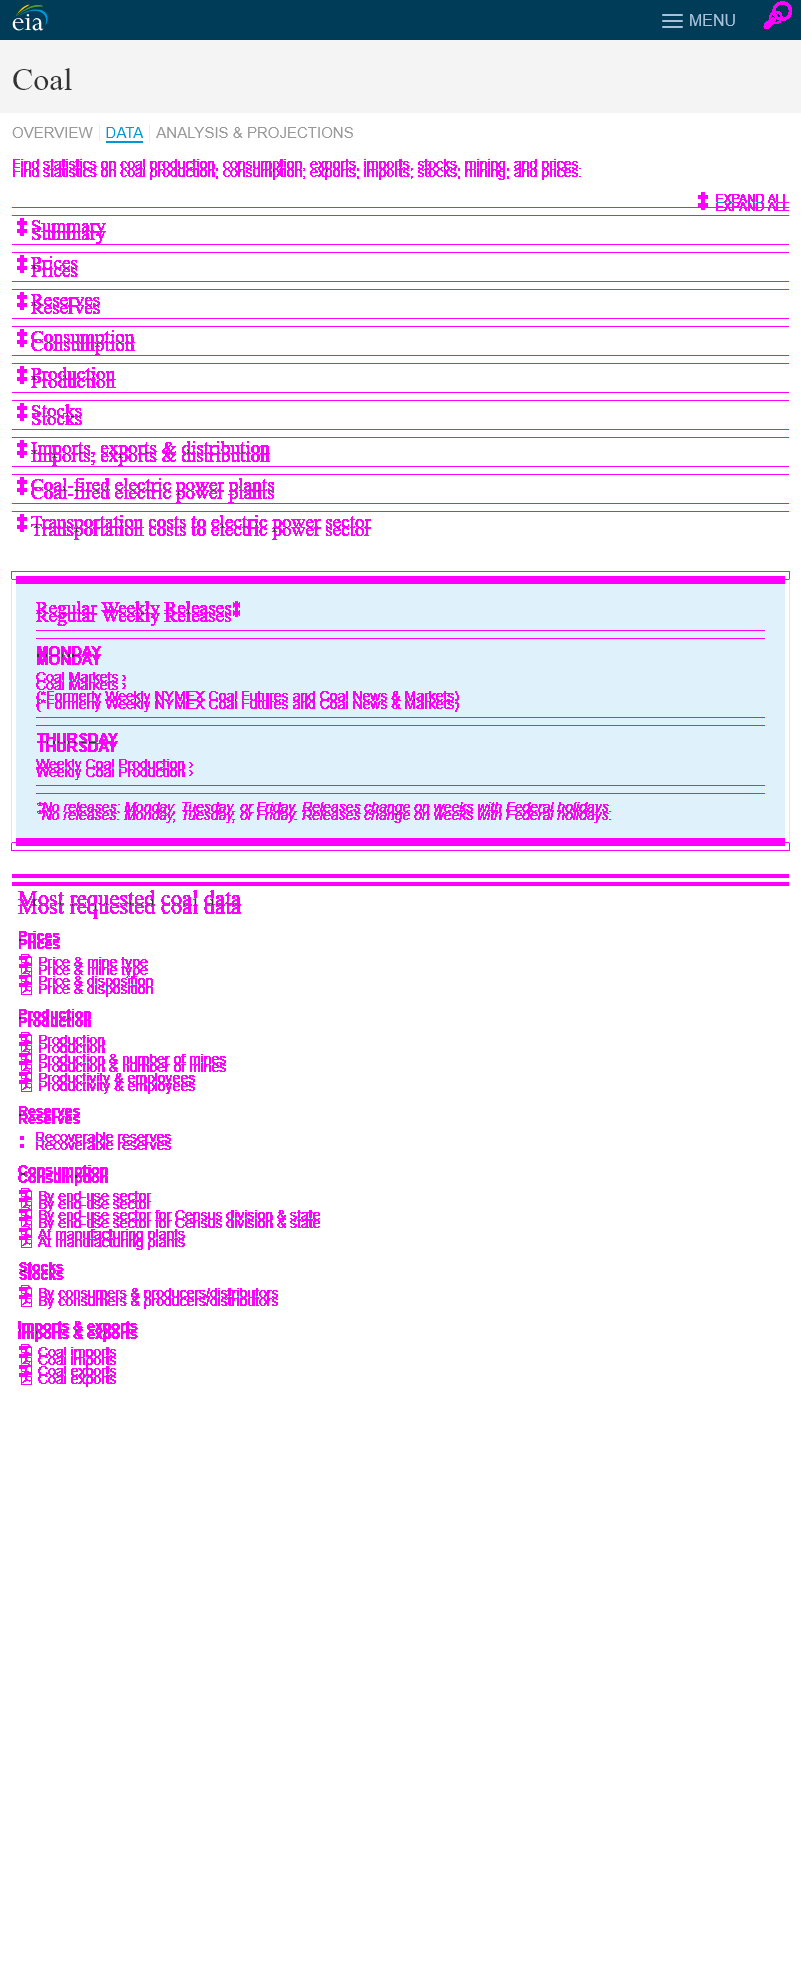 eia
MENU
Coal
OVERVIEW DATA ANALYSIS & PROJECTIONS
Find statistics on coal production, consumption, exports, imports, stocks, mining, and prices.
EXPAND ALL
Summary
Prices
Reserves
Consumption
Production
Stocks
Imports, exports & distribution
Coal-fired electric power plants
Transportation costs to electric power sector
Regular Weekly Releases*
MONDAY
Coal Markets ›
(*Formerly Weekly NYMEX Coal Futures and Coal News & Markets)
THURSDAY
Weekly Coal Production ›
*No releases: Monday, Tuesday, or Friday. Releases change on weeks with Federal holidays.
Most requested coal data
Prices
Price & mine type
Price & disposition
Production
Production
Production & number of mines
Productivity & employees
Reserves
Recoverable reserves
Consumption
By end-use sector
By end-use sector for Census division & state
At manufacturing plants
Stocks
By consumers & producers/distributors
Imports & exports
Coal imports
Coal exports